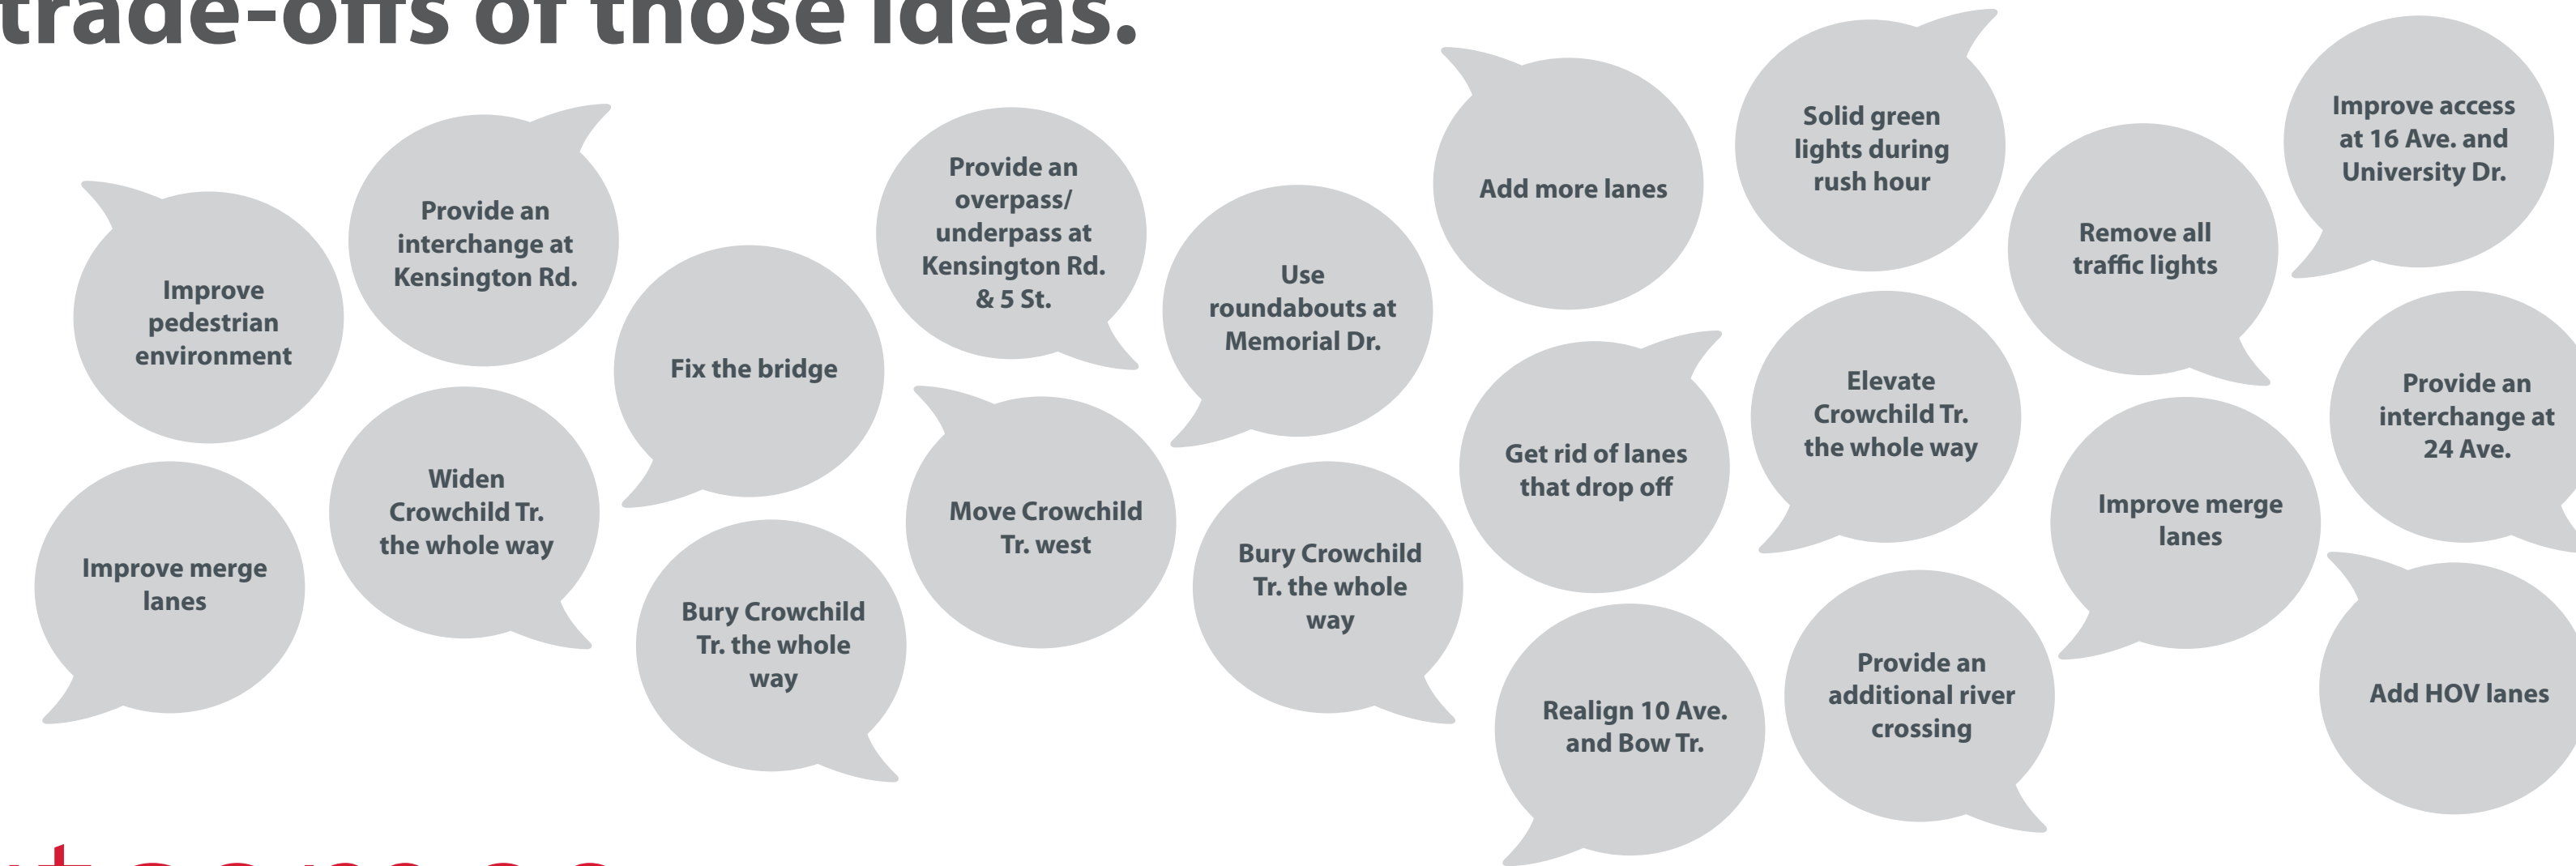 trade-offs of those ideas.
Improve
pedestrian
environment
Provide an
interchange at
Kensington Rd.
Fix the bridge
Provide an
overpass/
underpass at
Kensington Rd.
& 5 St.
Use
roundabouts at
Memorial Dr.
Add more lanes
Solid green
lights during
rush hour
Remove all
traffic lights
Improve access
at 16 Ave. and
University Dr.
Improve merge
lanes
Widen
Crowchild Tr.
the whole way
Bury Crowchild
Tr. the whole
way
Move Crowchild
Tr. west
Bury Crowchild
Tr. the whole
way
Get rid of lanes
that drop off
Elevate
Crowchild Tr.
the whole way
Improve merge
lanes
Provide an
interchange at
24 Ave.
Realign 10 Ave.
and Bow Tr.
Provide an
additional river
crossing
Add HOV lanes